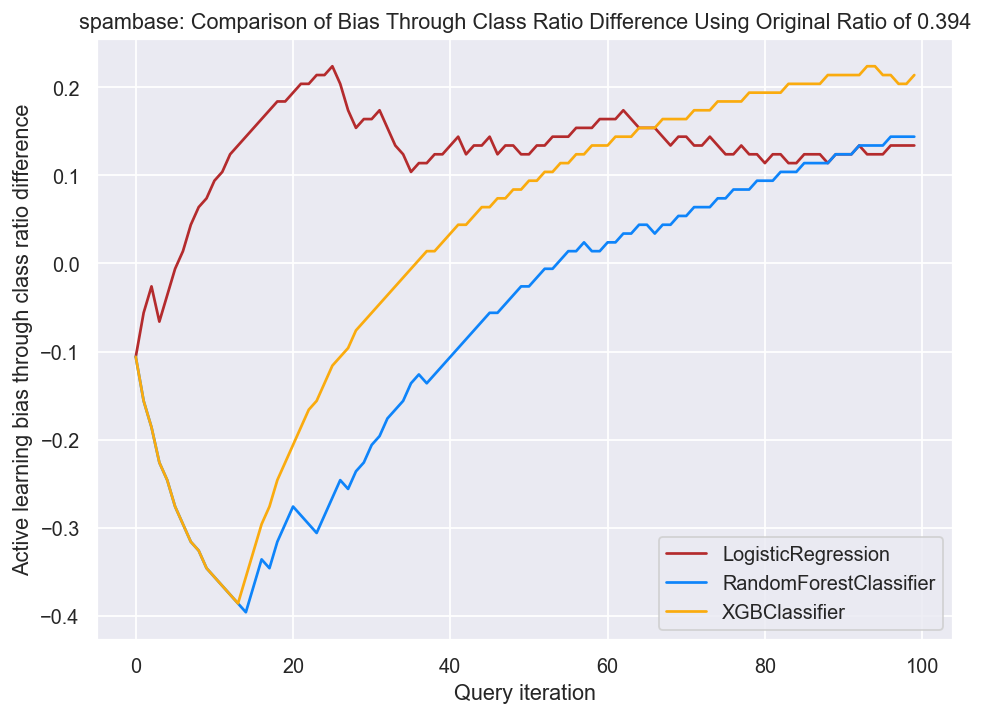 spambase: Comparison of Bias Through Class Ratio Difference Using Original Ratio of 0.394
Active learning bias through class ratio difference
0.2
0.1
0.0
−0.1
−0.2
−0.3
−0.4
LogisticRegression
RandomForestClassifier
XGBClassifier
0
20
40
60
80
100
Query iteration